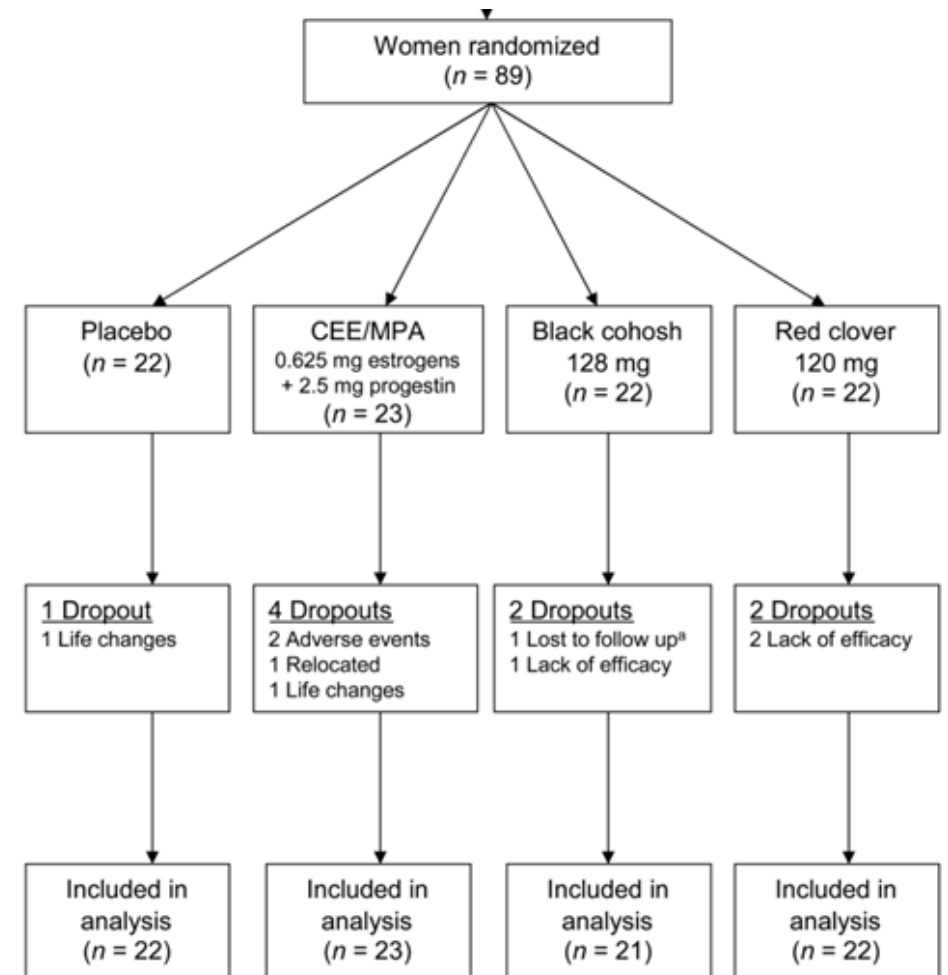 Women randomized
(n = 89)
Placebo
(n = 22)
CEE/MPA
0.625 mg estrogens
+ 2.5 mg progestin
(n = 23)
Black cohosh
128 mg
(n = 22)
Red clover
120 mg
(n = 22)
1 Dropout
1 Life changes
4 Dropouts
2 Adverse events
1 Relocated
1 Life changes
2 Dropouts
1 Lost to follow upᵃ
1 Lack of efficacy
2 Dropouts
2 Lack of efficacy
Included in
analysis
(n = 22)
Included in
analysis
(n = 23)
Included in
analysis
(n = 21)
Included in
analysis
(n = 22)